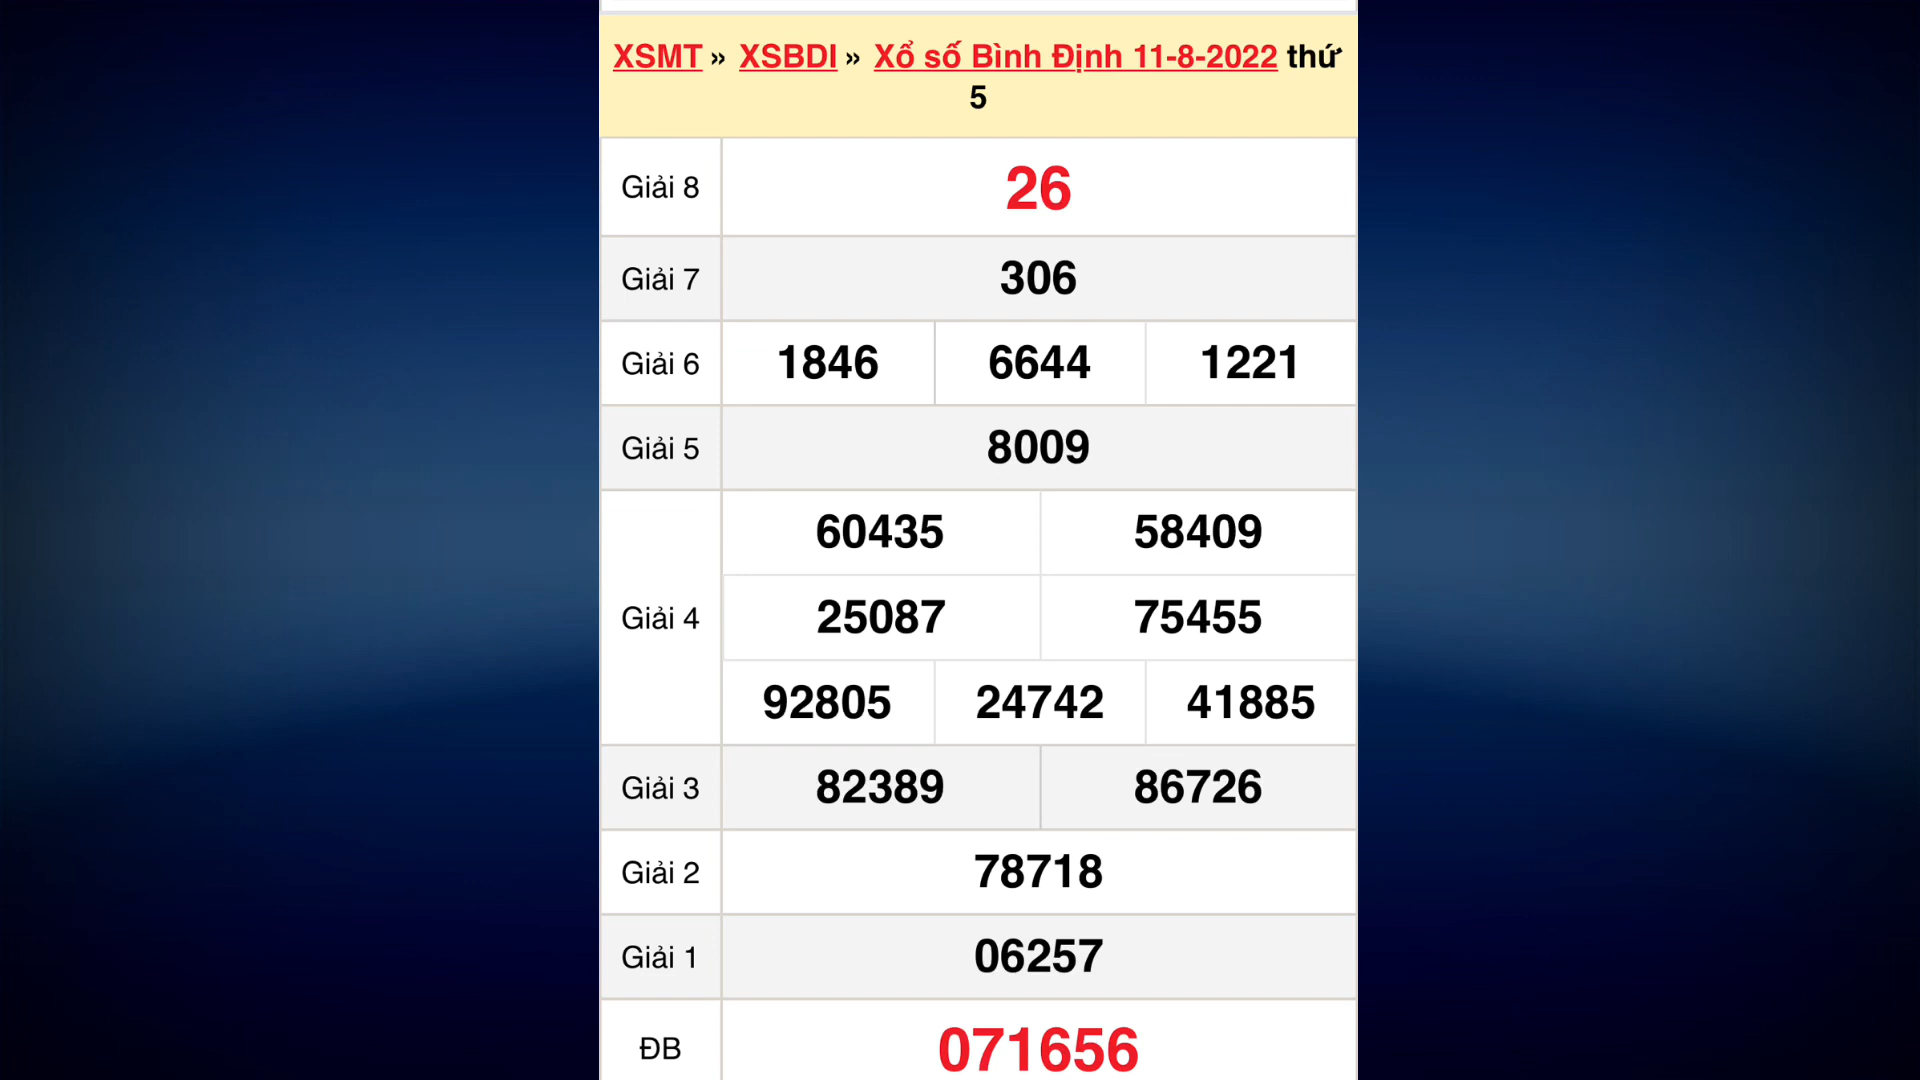 XSMT » XSBDI » Xổ số Bình Định 11-8-2022 thứ
5
Giải 8 26
Giải 7 306
Giải 6 1846 6644 1221
Giải 5 8009
60435 58409
Giải 4 25087 75455
92805 24742 41885
Giải 3 82389 86726
Giải 2 78718
Giải 1 06257
ĐB 071656